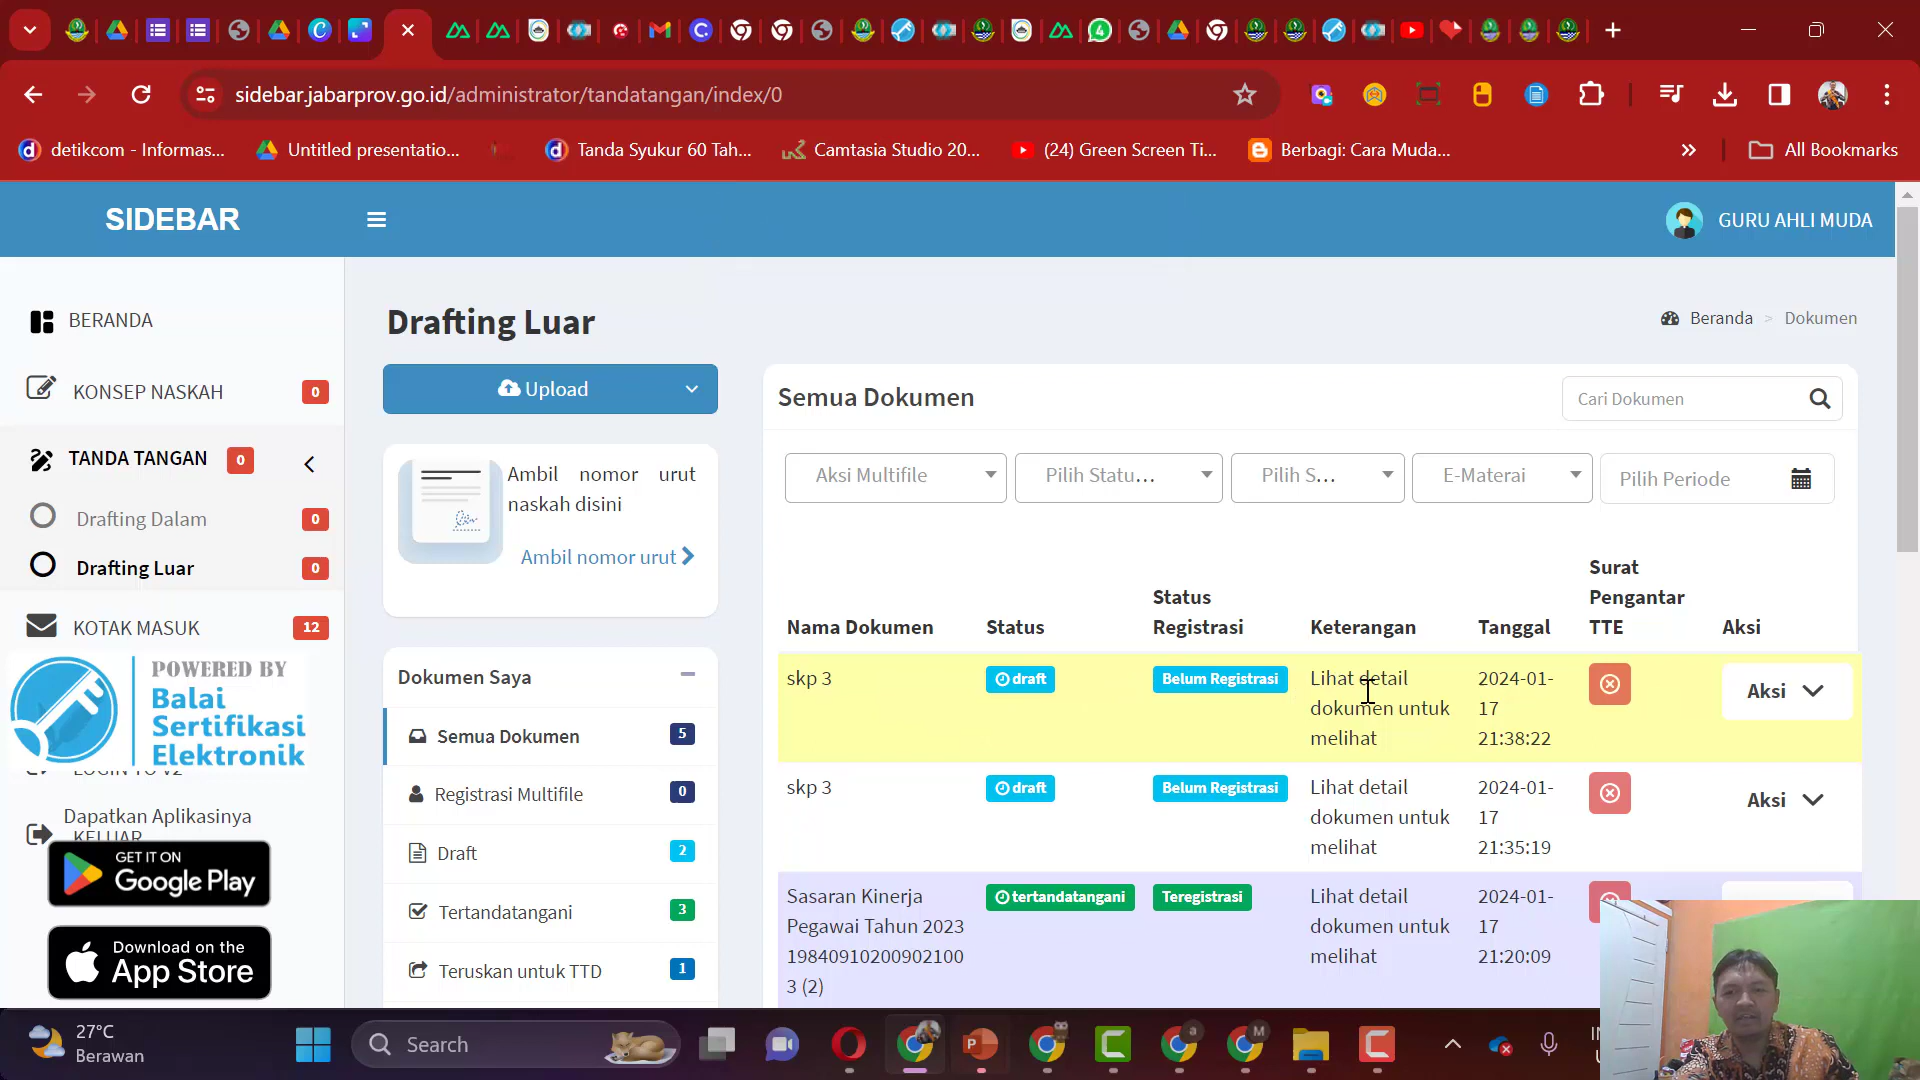 sidebar.jabarprov.go.id/administrator/tandatangan/index/0
detikcom - Informas...
Untitled presentatio...
Tanda Syukur 60 Tah...
Camtasia Studio 20...
(24) Green Screen Ti...
Berbagi: Cara Muda...
All Bookmarks
SIDEBAR
GURU AHLI MUDA
BERANDA
KONSEP NASKAH 0
TANDA TANGAN 0
Drafting Dalam 0
Drafting Luar 0
KOTAK MASUK 12
POWERED BY
Balai
Sertifikasi
Elektronik
Dapatkan Aplikasinya
KELUAR
GET IT ON
Google Play
Download on the
App Store
Drafting Luar
Beranda > Dokumen
Upload
Ambil nomor urut
naskah disini
Ambil nomor urut
Dokumen Saya
Semua Dokumen 5
Registrasi Multifile 0
Draft 2
Tertandatangani 3
Teruskan untuk TTD 1
Semua Dokumen
Cari Dokumen
Aksi Multifile
Pilih Statu...
Pilih S...
E-Materai
Pilih Periode
Nama Dokumen
Status
Status
Registrasi
Keterangan
Tanggal
Surat
Pengantar
TTE
Aksi
skp 3
draft
Belum Registrasi
Lihat detail
dokumen untuk
melihat
2024-01-
17
21:38:22
Aksi
skp 3
draft
Belum Registrasi
Lihat detail
dokumen untuk
melihat
2024-01-
17
21:35:19
Aksi
Sasaran Kinerja
Pegawai Tahun 2023
19840910200902100
3 (2)
tertandatangani
Teregistrasi
Lihat detail
dokumen untuk
melihat
2024-01-
17
21:20:09
27°C
Berawan
Search